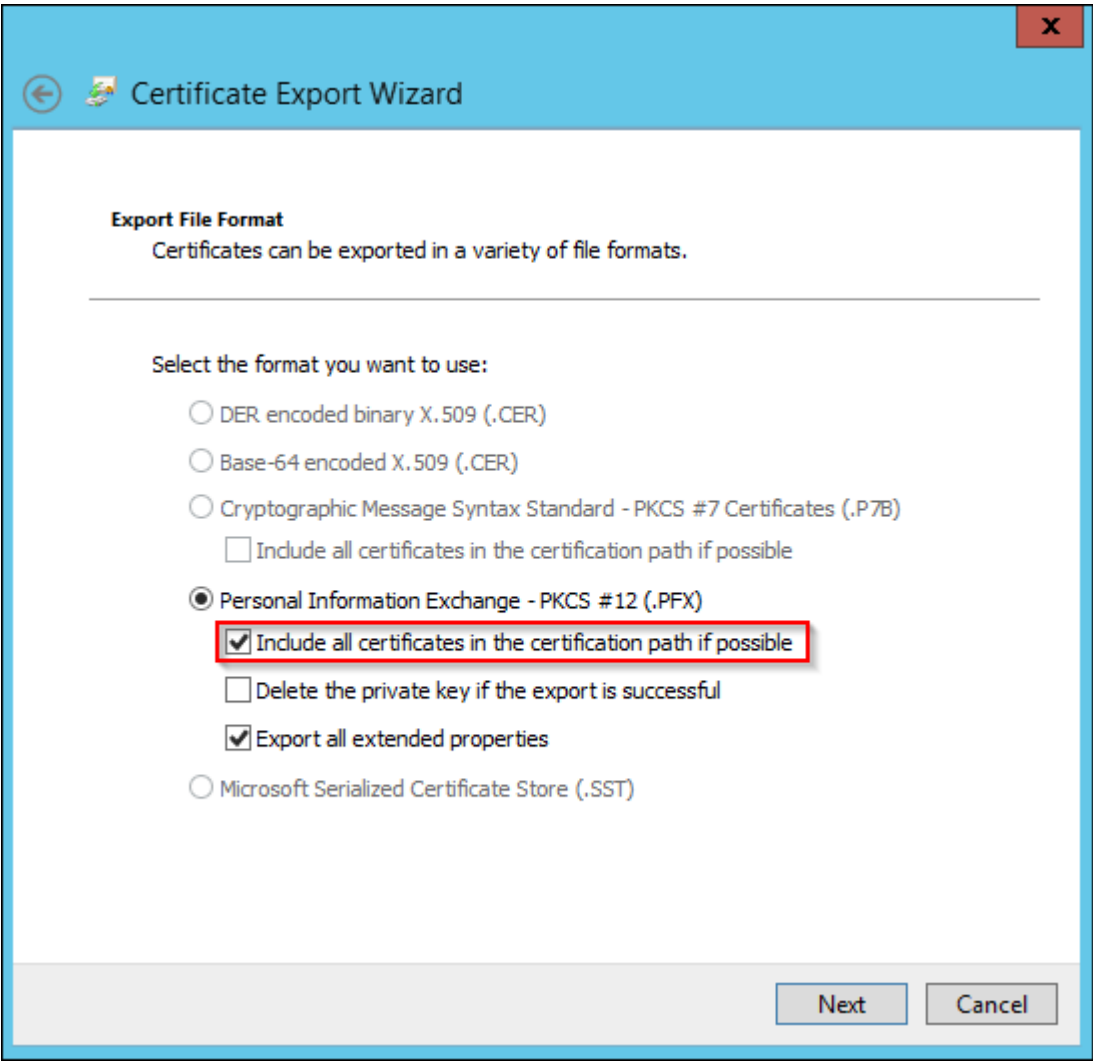 x
Certificate Export Wizard
Export File Format
Certificates can be exported in a variety of file formats.
Select the format you want to use:
DER encoded binary X.509 (.CER)
Base-64 encoded X.509 (.CER)
Cryptographic Message Syntax Standard - PKCS #7 Certificates (.P7B)
Include all certificates in the certification path if possible
Personal Information Exchange - PKCS #12 (.PFX)
Include all certificates in the certification path if possible
Delete the private key if the export is successful
Export all extended properties
Microsoft Serialized Certificate Store (.SST)
Next Cancel